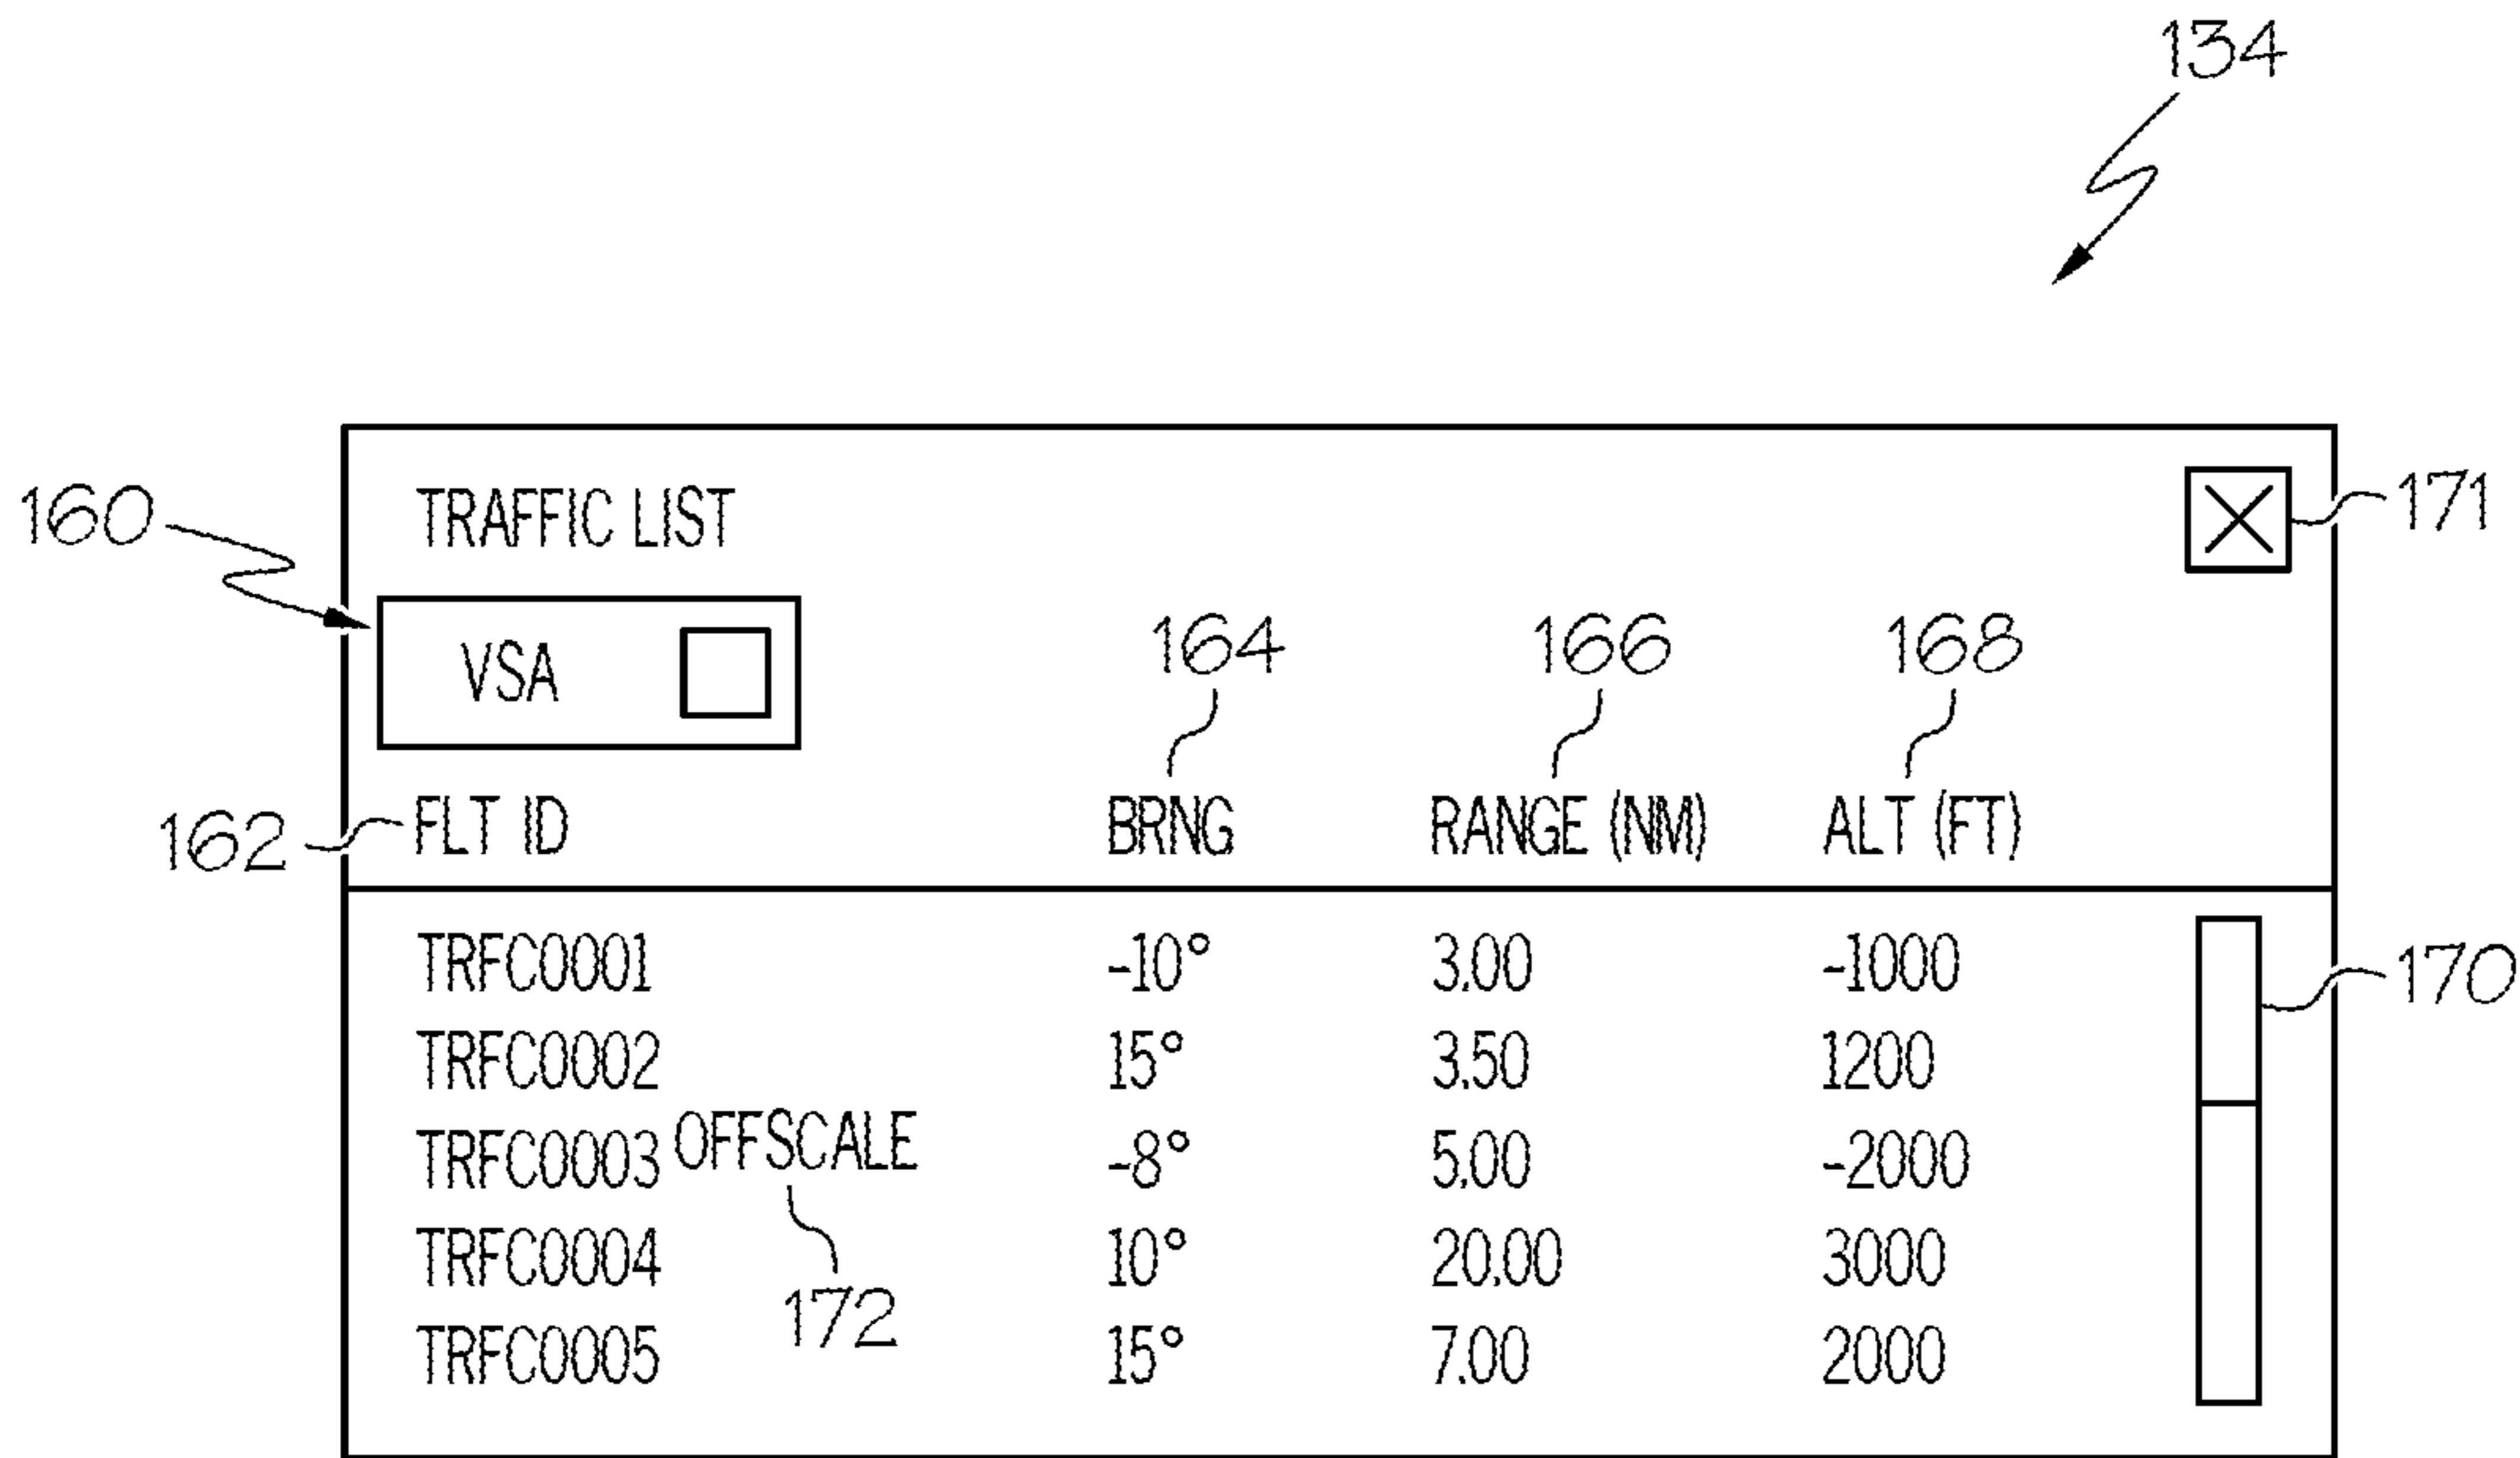 134
160 TRAFFIC LIST 171
VSA 164 166 168
162 FLT ID BRNG RANGE (NM) ALT (FT)
TRFC0001 -10° 3.00 -1000 170
TRFC0002 15° 3.50 1200
TRFC0003 OFFSCALE -8° 5.00 -2000
TRFC0004 10° 20.00 3000
172
TRFC0005 15° 7.00 2000